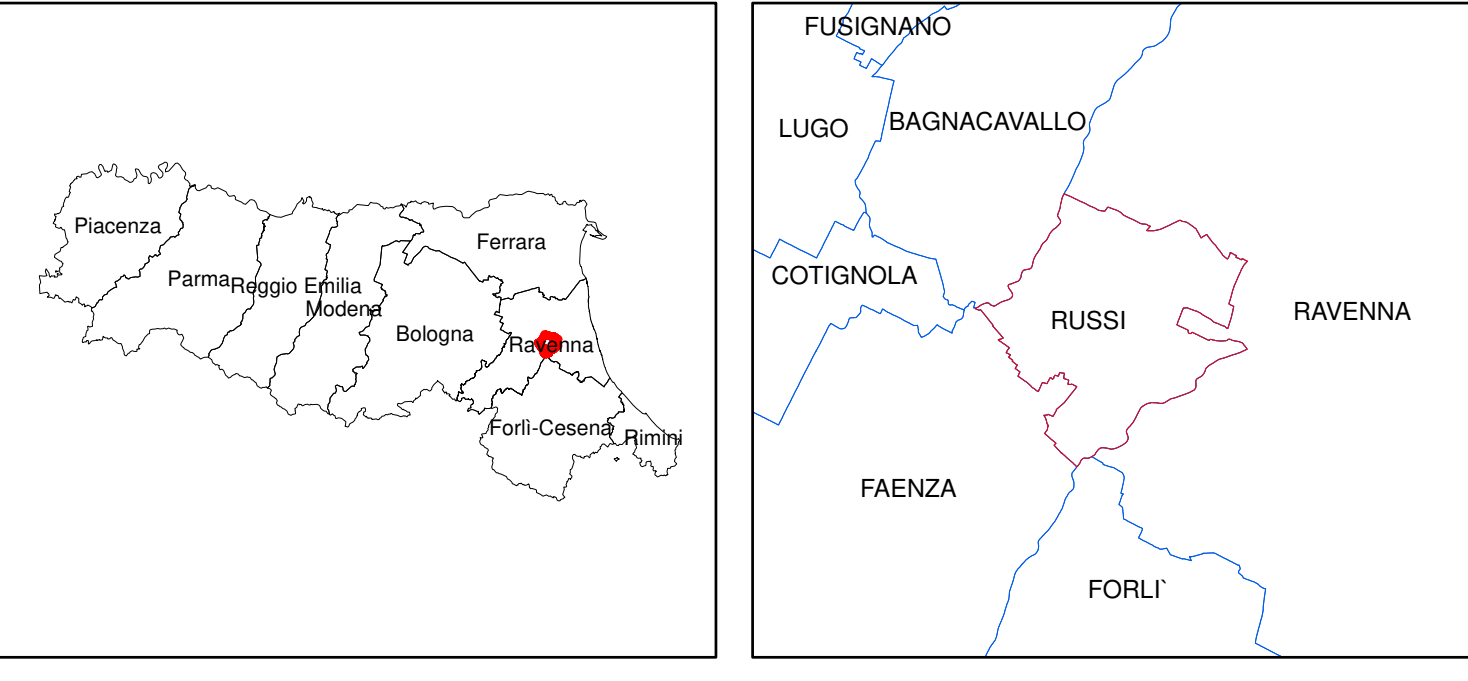 Piacenza
Ferrara
Parma
Reggio Emilia
Modena
Bologna
Ravenna
Forlì-Cesena
Rimini
FUSIGNANO
LUGO
BAGNACAVALLO
COTIGNOLA
RUSSI
RAVENNA
FAENZA
FORLI`